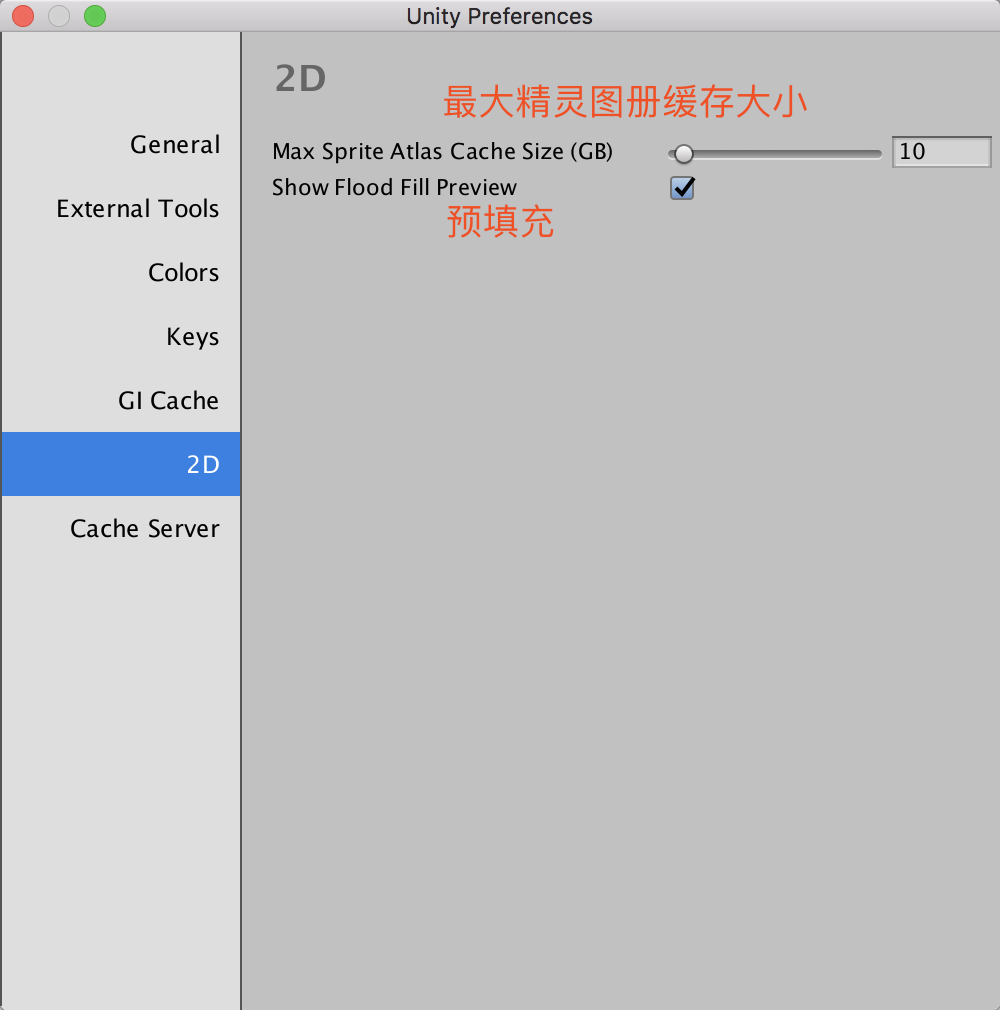 Unity Preferences
General
External Tools
Colors
Keys
GI Cache
2D
Cache Server
2D
最大精灵图册缓存大小
Max Sprite Atlas Cache Size (GB) 10
Show Flood Fill Preview
预填充